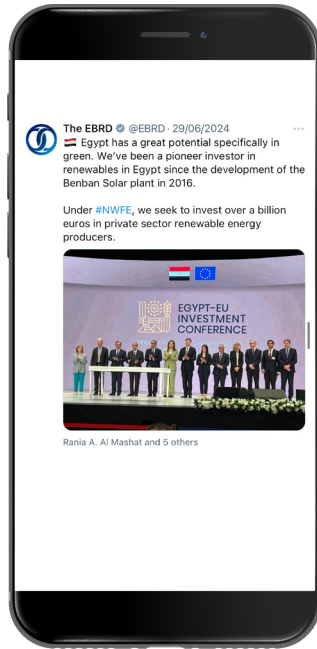 The EBRD @EBRD · 29/06/2024
Egypt has a great potential specifically in
green. We've been a pioneer investor in
renewables in Egypt since the development of the
Benban Solar plant in 2016.
Under #NWFE, we seek to invest over a billion
euros in private sector renewable energy
producers.
EGYPT-EU
INVESTMENT
CONFERENCE
Rania A. Al Mashat and 5 others